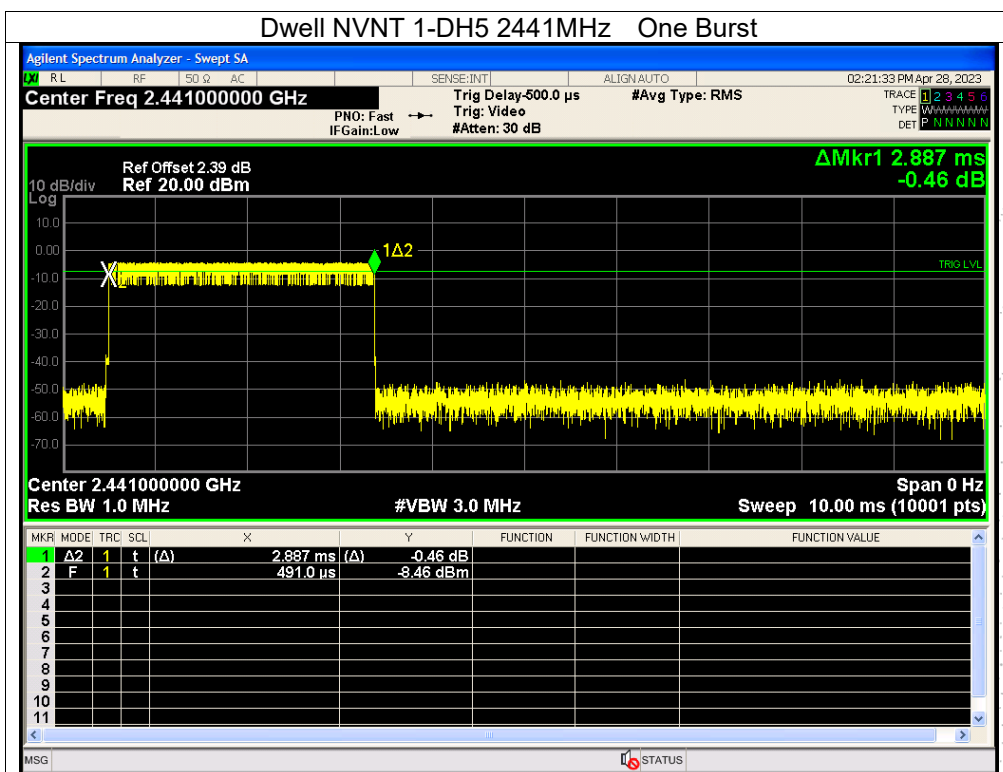 Dwell NVNT 1-DH5 2441MHz One Burst
Agilent Spectrum Analyzer - Swept SA
LXI RL RF 50 Ω AC SENSE:INT ALIGN AUTO 02:21:33 PM Apr 28, 2023
Center Freq 2.441000000 GHz Trig Delay-500.0 µs #Avg Type: RMS TRACE 1 2 3 4 5 6
PNO: Fast Trig: Video TYPE WWWWWW
IFGain:Low #Atten: 30 dB DET P N N N N N
ΔMkr1 2.887 ms
-0.46 dB
Ref Offset 2.39 dB
10 dB/div Ref 20.00 dBm
Log
10.0
0.00
1Δ2
TRIG LVL
-10.0
2
-20.0
-30.0
-40.0
-50.0
-60.0
-70.0
Center 2.441000000 GHz Span 0 Hz
Res BW 1.0 MHz #VBW 3.0 MHz Sweep 10.00 ms (10001 pts)
MKR MODE TRC SCL X Y FUNCTION FUNCTION WIDTH FUNCTION VALUE
1 Δ2 1 t (Δ) 2.887 ms (Δ) -0.46 dB
2 F 1 t 491.0 µs -8.46 dBm
3
4
5
6
7
8
9
10
11
MSG STATUS